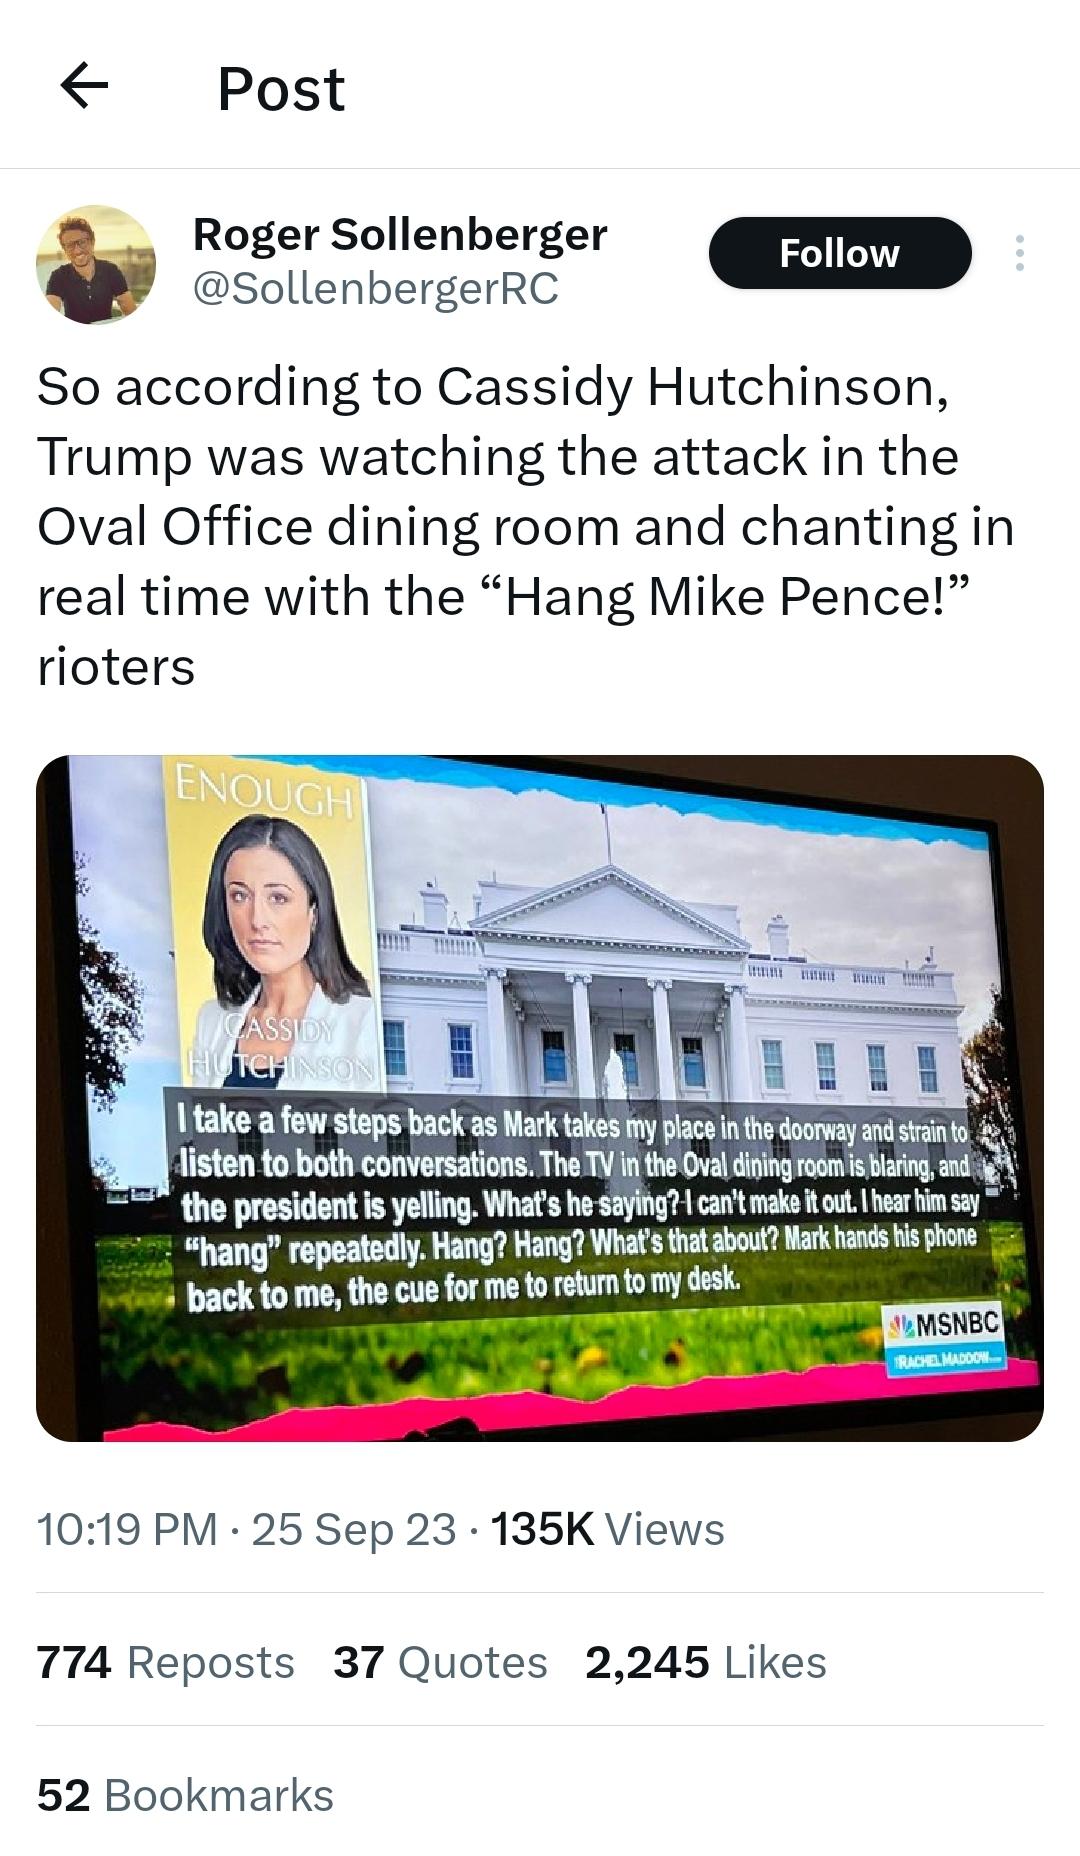 Post
Roger Sollenberger
Follow
@SollenbergerRC
So according to Cassidy Hutchinson,
Trump was watching the attack in the
Oval Office dining room and chanting in
real time with the “Hang Mike Pence!”
rioters
ENOUGH
CASSIDY
HUTCHINSON
I take a few steps back as Mark takes my place in the doorway and strain to
listen to both conversations. The TV in the Oval dining room is blaring, and
the president is yelling. What's he saying? I can't make it out. I hear him say
“hang” repeatedly. Hang? Hang? What's that about? Mark hands his phone
back to me, the cue for me to return to my desk.
MSNBC
RACHEL MADDOW
10:19 PM · 25 Sep 23 · 135K Views
774 Reposts 37 Quotes 2,245 Likes
52 Bookmarks